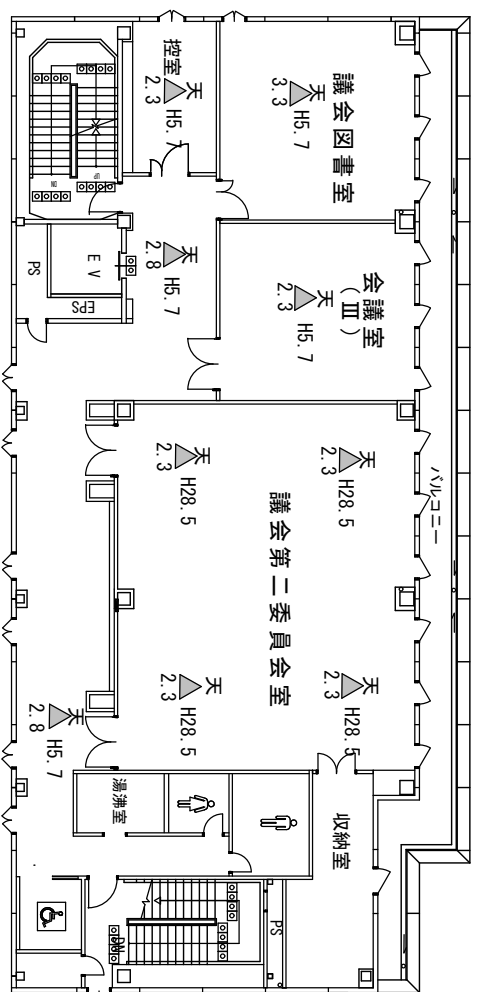 控室
天
2.3 H5.7
議会図書室
天
3.3 H5.7
UP
DN
天
2.8 H5.7
会議室
(Ⅲ)
天
2.3 H5.7
EV
PS
EPS
バルコニー
天
2.3 H28.5
天
2.3 H28.5
議会第二委員会室
天
2.3 H28.5
天
2.3 H28.5
天
2.8 H5.7
湯沸室
収納室
PS
DN